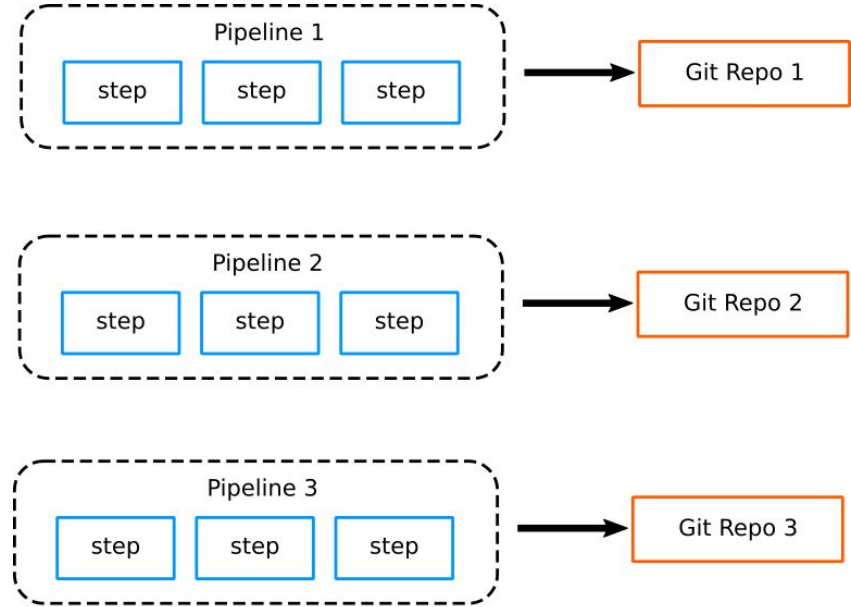 Pipeline 1
step step step
Git Repo 1
Pipeline 2
step step step
Git Repo 2
Pipeline 3
step step step
Git Repo 3